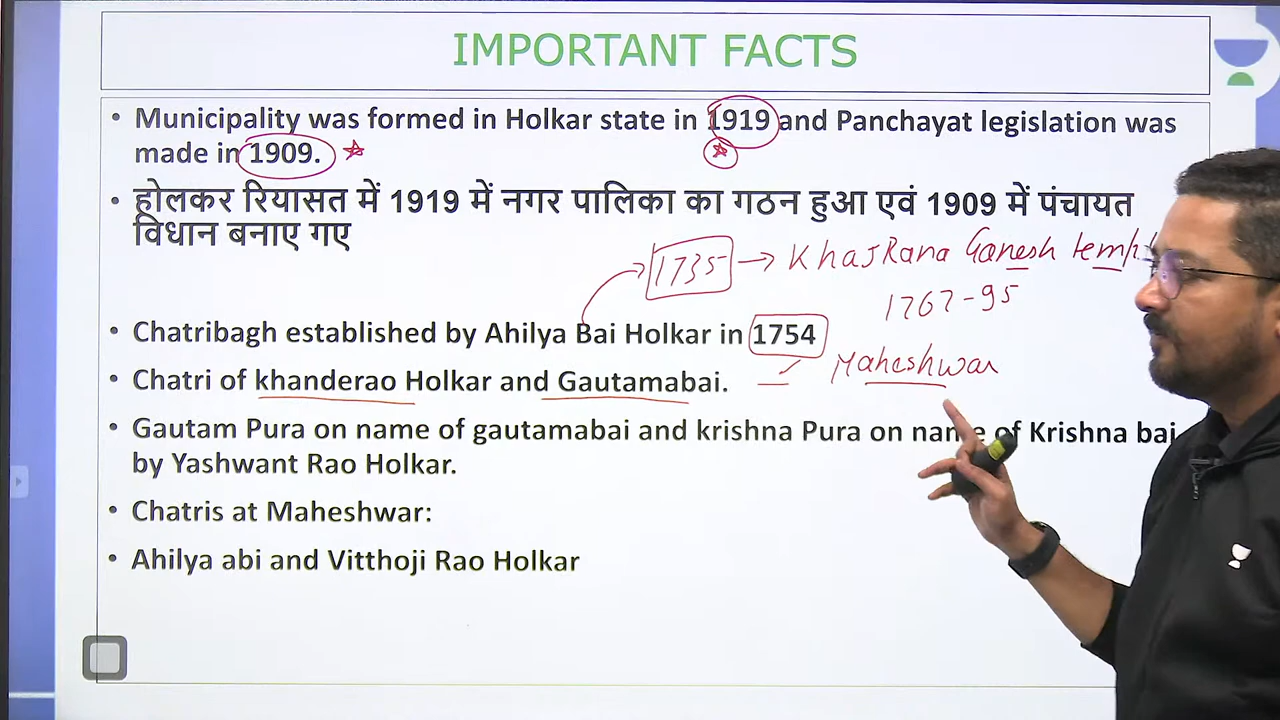 IMPORTANT FACTS
• Municipality was formed in Holkar state in 1919 and Panchayat legislation was
made in 1909.
• होलकर रियासत में 1919 में नगर पालिका का गठन हुआ एवं 1909 में पंचायत
विधान बनाए गए
1735 → Khajrana Ganesh templ
1767-95
• Chatribagh established by Ahilya Bai Holkar in 1754
Maheshwar
• Chatri of khanderao Holkar and Gautamabai.
• Gautam Pura on name of gautamabai and krishna Pura on name of Krishna bai
by Yashwant Rao Holkar.
• Chatris at Maheshwar:
• Ahilya abi and Vitthoji Rao Holkar